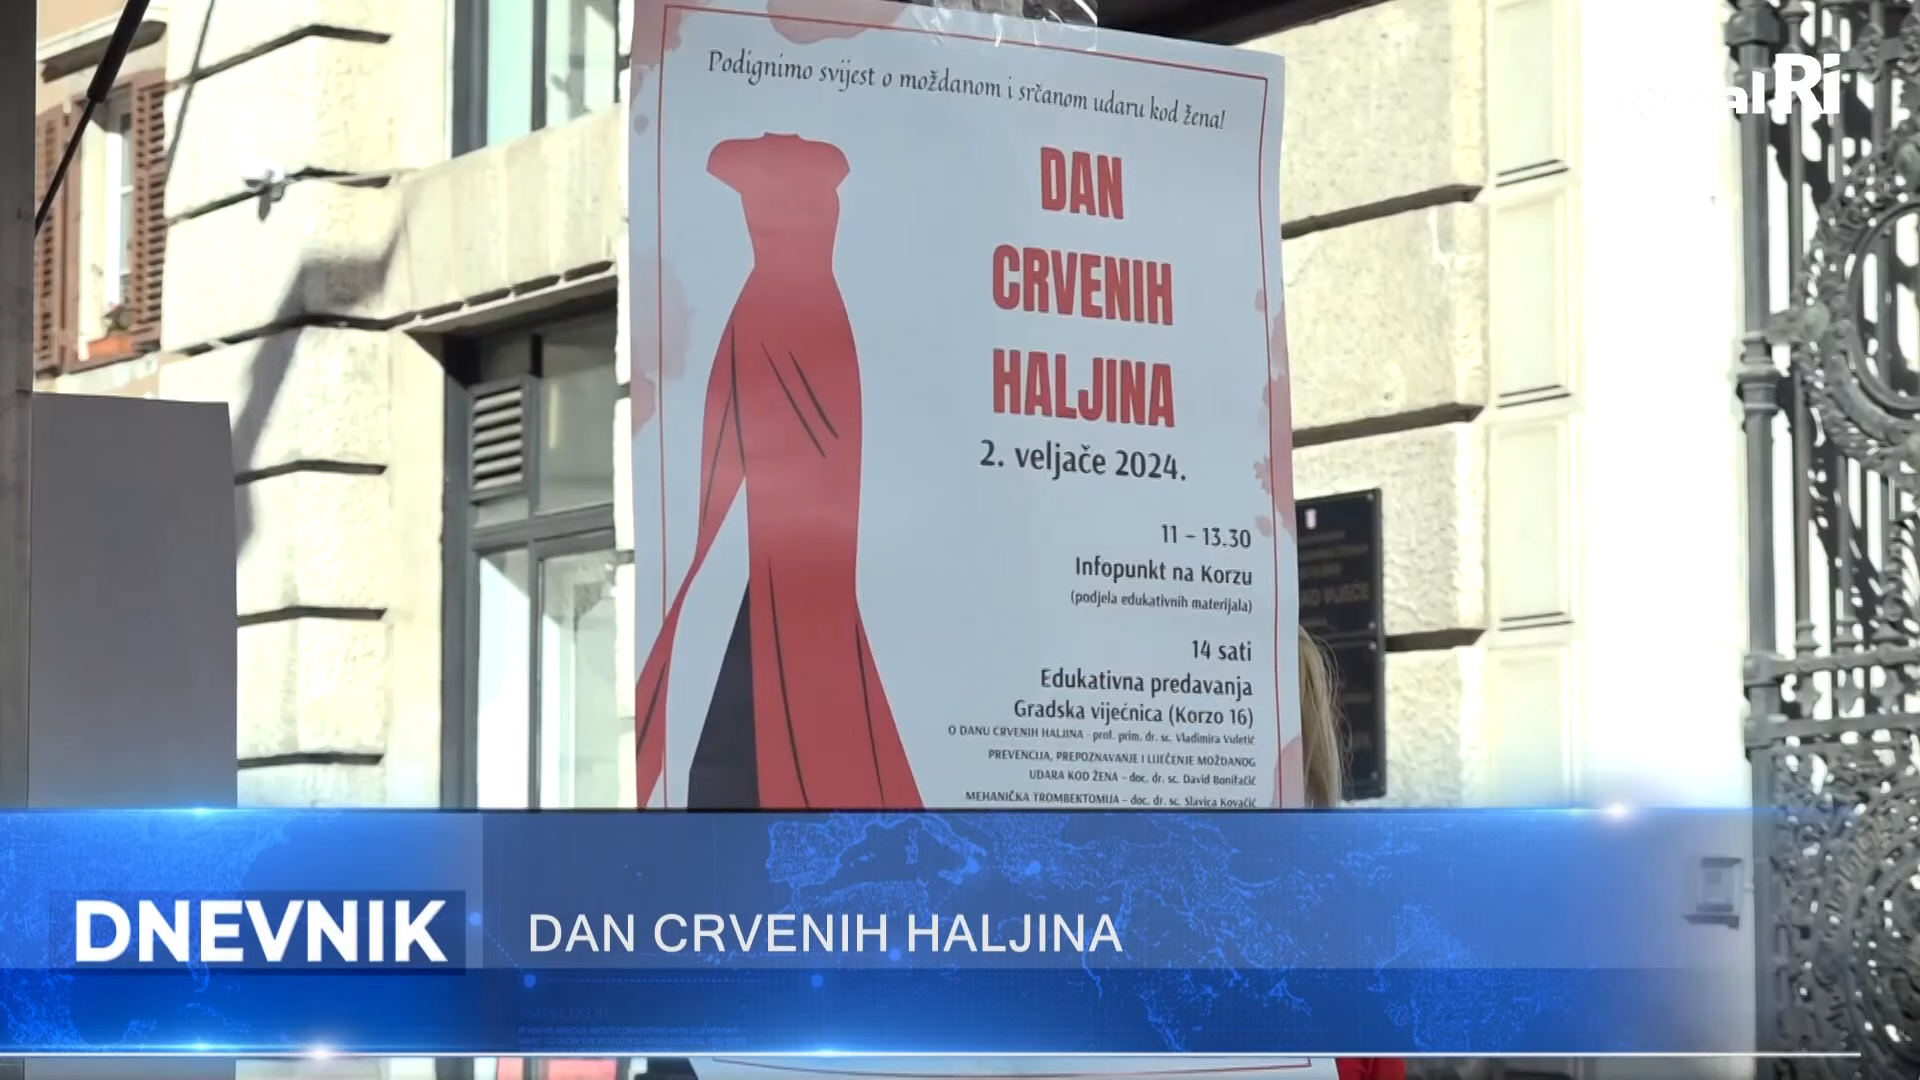 Podignimo svijest o moždanom i srčanom udaru kod žena!
DAN
CRVENIH
HALJINA
2. veljače 2024.
11 – 13.30
Infopunkt na Korzu
(podjela edukativnih materijala)
14 sati
Edukativna predavanja
Gradska vijećnica (Korzo 16)
O DANU CRVENIH HALJINA - prof. prim. dr. sc. Vladimira Vuletić
PREVENCIJA, PREPOZNAVANJE I LIJEČENJE MOŽDANOG
UDARA KOD ŽENA – doc. dr. sc. David Bonifačić
MEHANIČKA TROMBEKTOMIJA – doc. dr. sc. Slavica Kovačić
Ri
DNEVNIK
DAN CRVENIH HALJINA